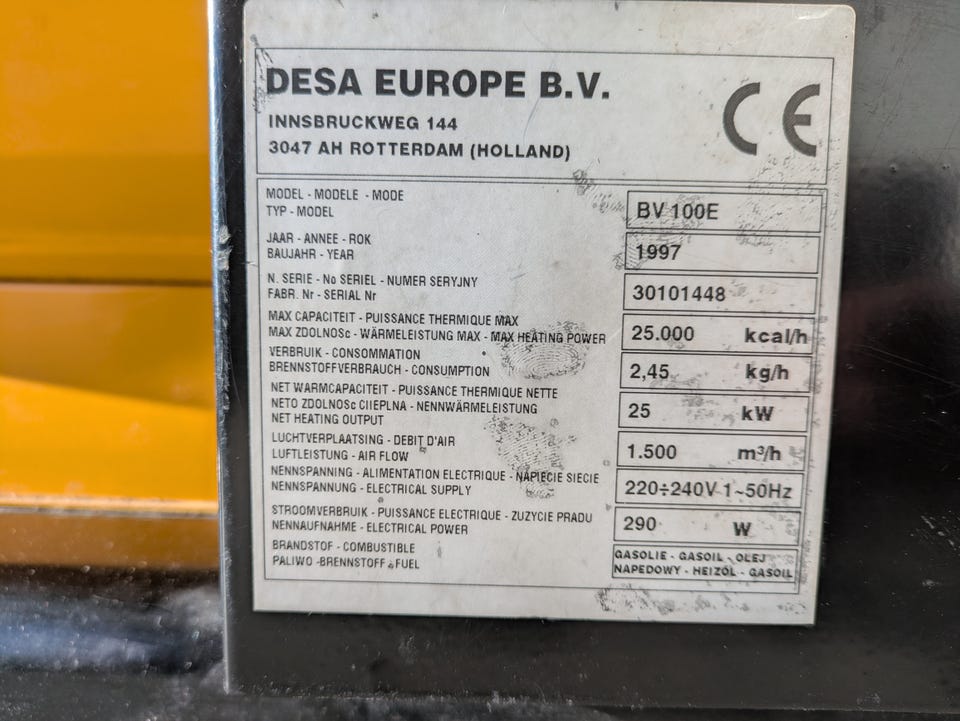 DESA EUROPE B.V.
INNSBRUCKWEG 144
3047 AH ROTTERDAM (HOLLAND)
CE
MODEL - MODELE - MODE
TYP - MODEL
BV 100E
JAAR - ANNEE - ROK
BAUJAHR - YEAR
1997
N. SERIE - No SERIEL - NUMER SERYJNY
FABR. Nr - SERIAL Nr
30101448
MAX CAPACITEIT - PUISSANCE THERMIQUE MAX
MAX ZDOLNOSc - WÄRMELEISTUNG MAX - MAX HEATING POWER
25.000 kcal/h
VERBRUIK - CONSOMMATION
BRENNSTOFFVERBRAUCH - CONSUMPTION
2,45 kg/h
NET WARMCAPACITEIT - PUISSANCE THERMIQUE NETTE
NETO ZDOLNOSc CIIEPLNA - NENNWÄRMELEISTUNG
NET HEATING OUTPUT
25 kW
LUCHTVERPLAATSING - DEBIT D'AIR
LUFTLEISTUNG - AIR FLOW
1.500 m³/h
NENNSPANNING - ALIMENTATION ELECTRIQUE - NAPIECIE SIECIE
NENNSPANUNG - ELECTRICAL SUPPLY
220÷240V 1~50Hz
STROOMVERBRUIK - PUISSANCE ELECTRIQUE - ZUZYCIE PRADU
NENNAUFNAHME - ELECTRICAL POWER
290 W
BRANDSTOF - COMBUSTIBLE
PALIWO -BRENNSTOFF - FUEL
GASOLIE - GASOIL - OLEJ
NAPEDOWY - HEIZÖL - GASOIL